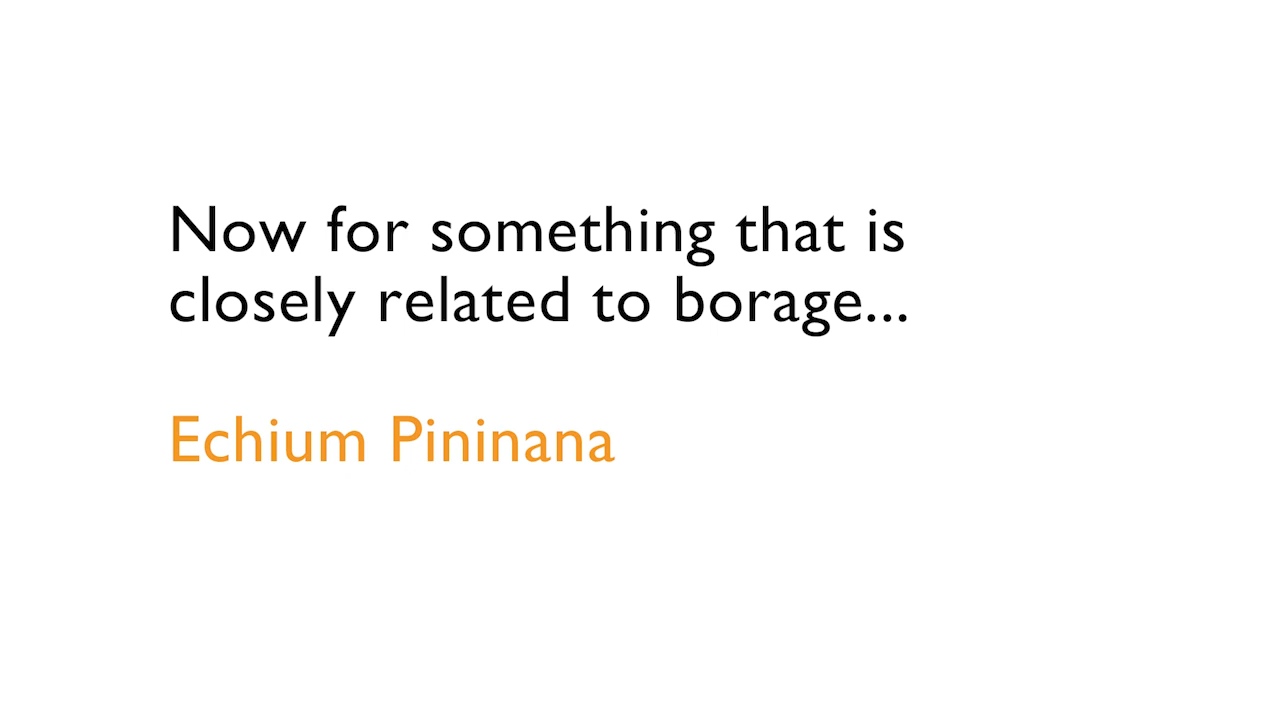 Now for something that is
closely related to borage...
Echium Pininana